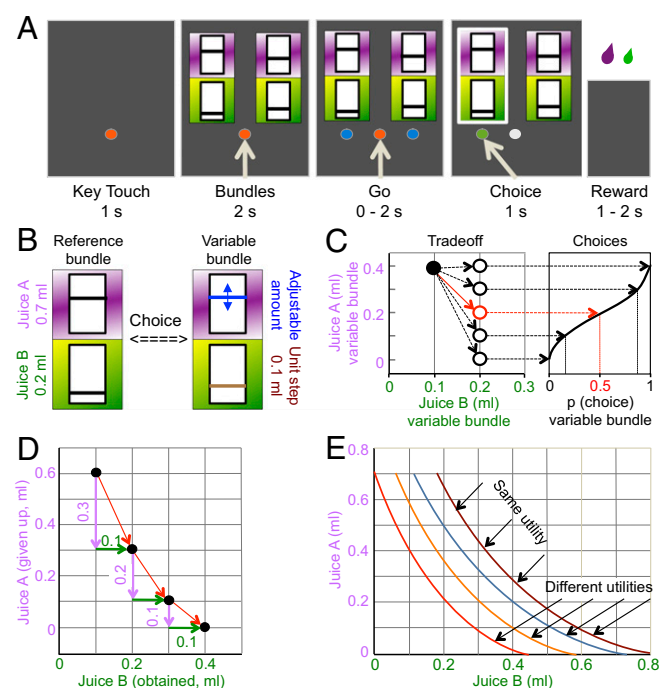 A
Key Touch
1 s
Bundles
2 s
Go
0 - 2 s
Choice
1 s
Reward
1 - 2 s
B
Reference
bundle
Variable
bundle
Juice A
0.7 ml
Juice B
0.2 ml
Choice
<====>
Adjustable
amount
Unit step
0.1 ml
C
Tradeoff
Choices
Juice A (ml)
variable bundle
0.4
0.2
0
0 0.1 0.2 0.3
Juice B (ml)
variable bundle
0 0.5 1
p (choice)
variable
bundle
D
Juice A (given up, ml)
0.6
0.4
0.2
0
0.3
0.1
0.2
0.1
0.1
0 0.2 0.4
Juice B (obtained, ml)
E
Juice A (ml)
0.8
0.6
0.4
0.2
0
Same utility
Different utilities
0 0.2 0.4 0.6 0.8
Juice B (ml)